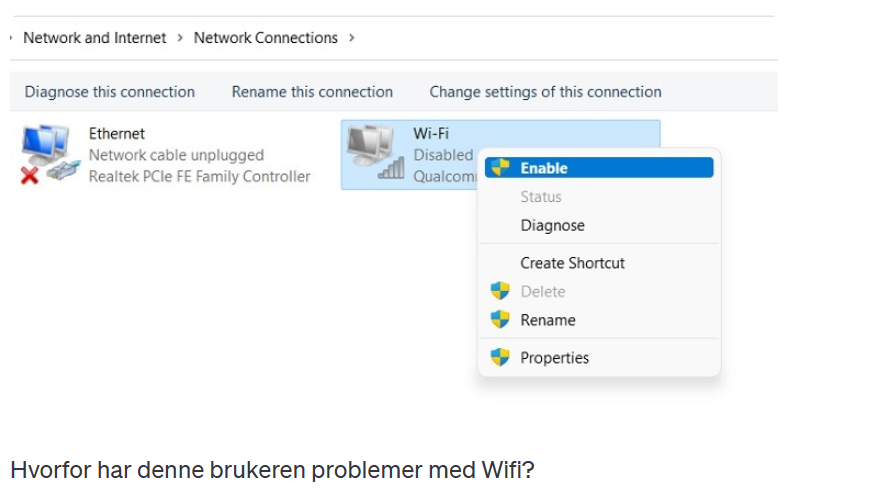 Network and Internet > Network Connections >
Diagnose this connection Rename this connection Change settings of this connection
Ethernet
Network cable unplugged
Realtek PCIe FE Family Controller
Wi-Fi
Disabled
Qualcom
Enable
Status
Diagnose
Create Shortcut
Delete
Rename
Properties
Hvorfor har denne brukeren problemer med Wifi?